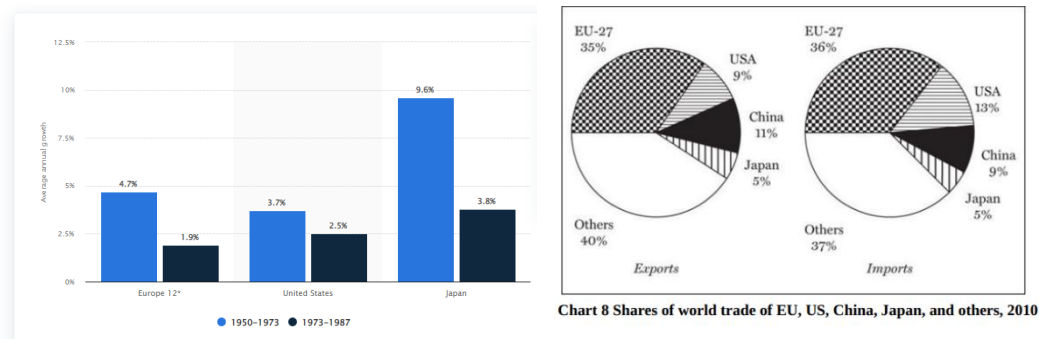 12.5%
10%
7.5%
5%
2.5%
0%
Average annual growth
4.7%
1.9%
3.7%
2.5%
9.6%
3.8%
Europe 12*
United States
Japan
1950–1973
1973–1987
EU-27
35%
USA
9%
China
11%
Japan
5%
Others
40%
Exports
EU-27
36%
USA
13%
China
9%
Japan
5%
Others
37%
Imports
Chart 8 Shares of world trade of EU, US, China, Japan, and others, 2010